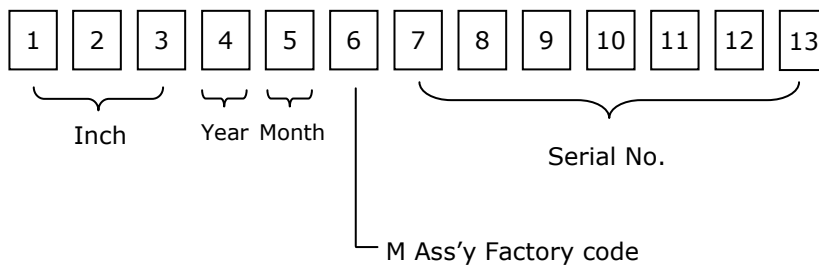 1 2 3 4 5 6 7 8 9 10 11 12 13
Inch Year Month Serial No.
M Ass’y Factory code